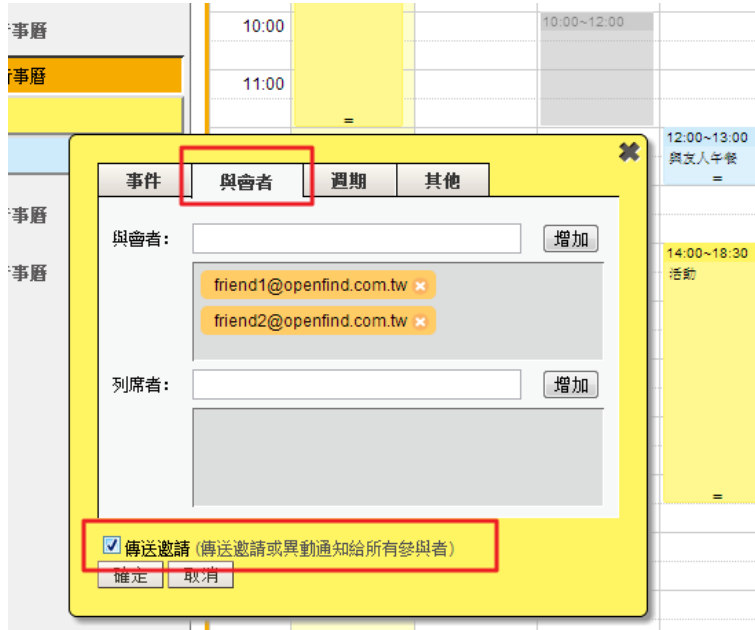 行事曆
10:00
10:00~12:00
行事曆
11:00
=
12:00~13:00
與友人午餐
=
事件 與會者 週期 其他
行事曆
與會者: 增加
14:00~18:30
活動
行事曆
friend1@openfind.com.tw
friend2@openfind.com.tw
列席者: 增加
=
傳送邀請 (傳送邀請或異動通知給所有參與者)
確定 取消